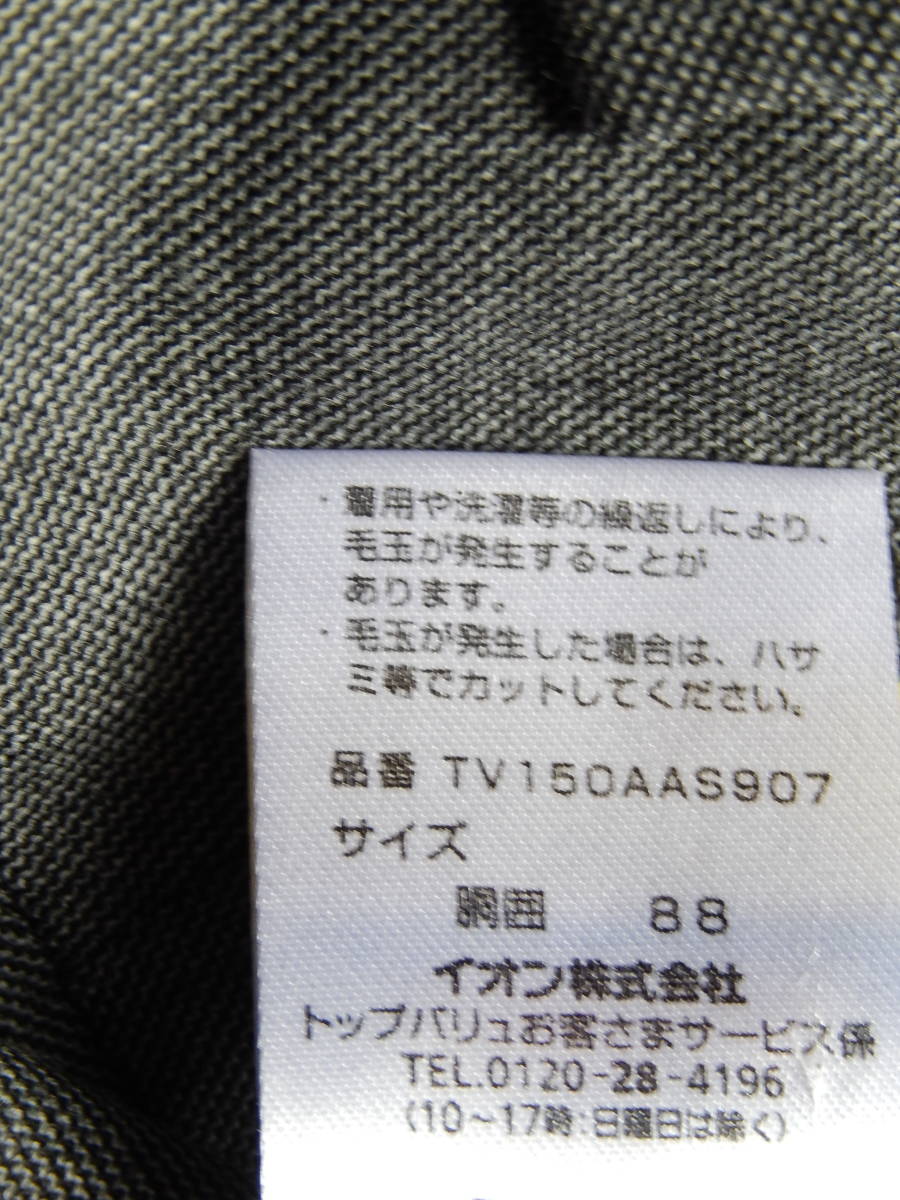 ・着用や洗濯等の繰返しにより、
毛玉が発生することが
あります。
・毛玉が発生した場合は、ハサ
ミ等でカットしてください。
品番 TV150AAS907
サイズ
胴囲 88
イオン株式会社
トップバリュお客さまサービス係
TEL.0120-28-4196
(10～17時:日曜日は除く)